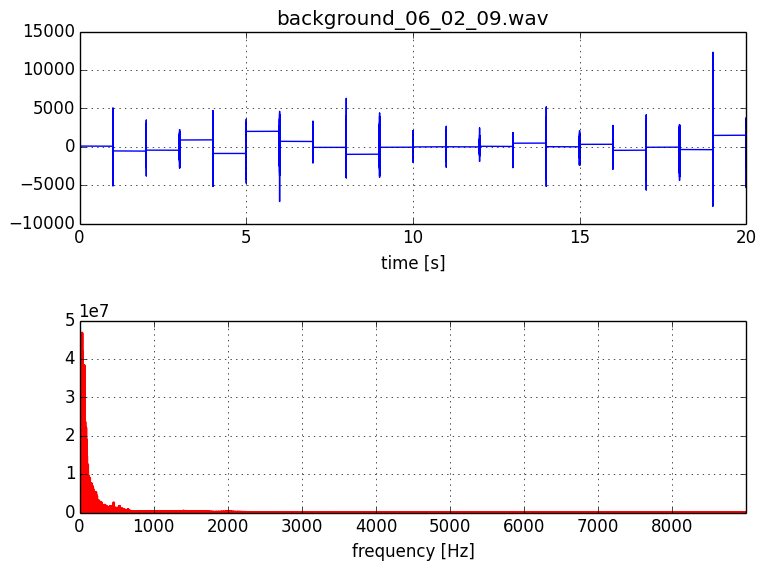 background_06_02_09.wav
15000
10000
5000
0
−5000
−10000
0 5 10 15 20
time [s]
1e7
5
4
3
2
1
0
0 1000 2000 3000 4000 5000 6000 7000 8000
frequency [Hz]